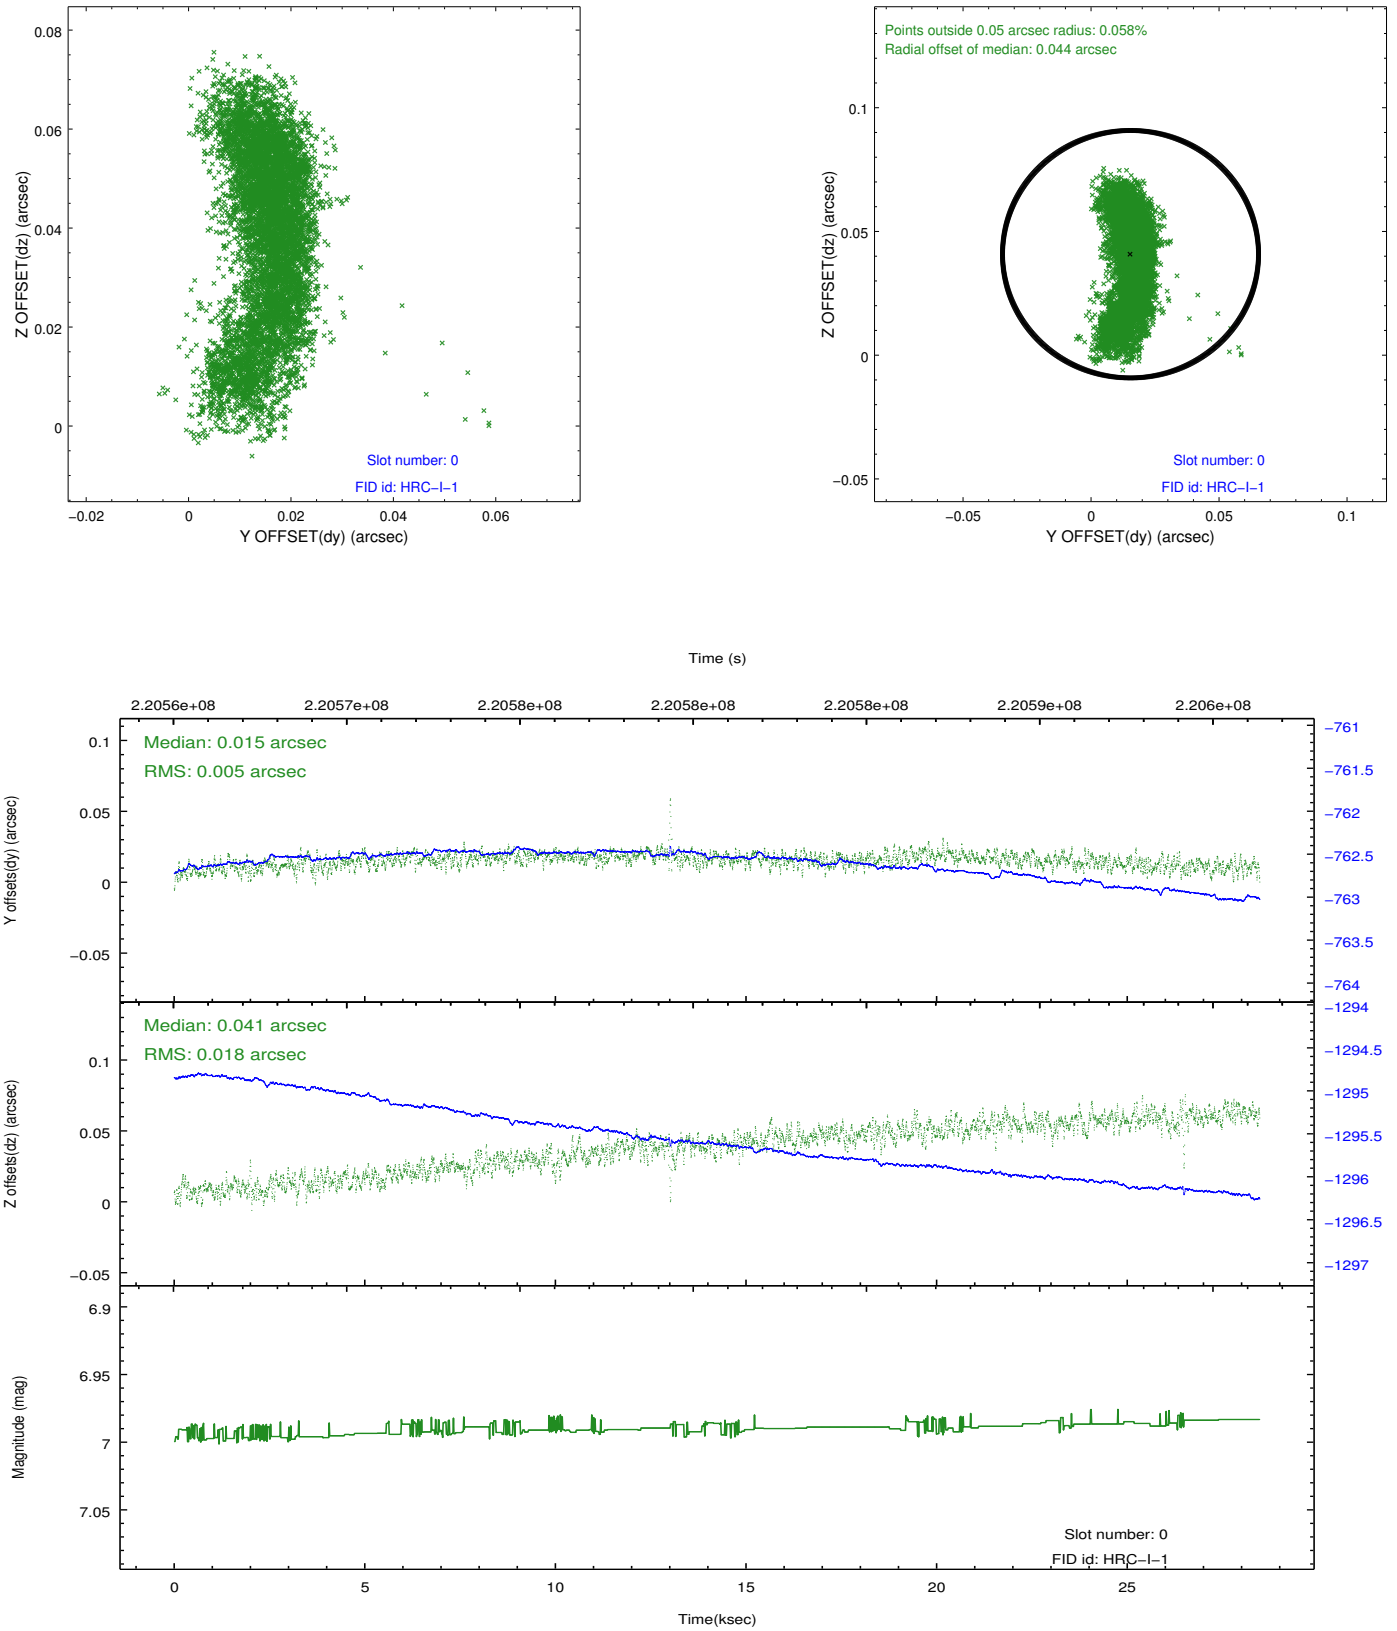 0.08
0.06
0.04
0.02
0
Z OFFSET(dz) (arcsec)
Slot number: 0
FID id: HRC−I−1
−0.02 0 0.02 0.04 0.06
Y OFFSET(dy) (arcsec)
Points outside 0.05 arcsec radius: 0.058%
Radial offset of median: 0.044 arcsec
0.1
0.05
0
−0.05
Z OFFSET(dz) (arcsec)
Slot number: 0
FID id: HRC−I−1
−0.05 0 0.05 0.1
Y OFFSET(dy) (arcsec)
Time (s)
2.2056e+08 2.2057e+08 2.2058e+08 2.2058e+08 2.2058e+08 2.2059e+08 2.206e+08
Median: 0.015 arcsec
RMS: 0.005 arcsec
0.1
0.05
0
−0.05
Y offsets(dy) (arcsec)
−761
−761.5
−762
−762.5
−763
−763.5
−764
Median: 0.041 arcsec
RMS: 0.018 arcsec
0.1
0.05
0
−0.05
Z offsets(dz) (arcsec)
−1294
−1294.5
−1295
−1295.5
−1296
−1296.5
−1297
6.9
6.95
7
7.05
Magnitude (mag)
Slot number: 0
FID id: HRC−I−1
0 5 10 15 20 25
Time(ksec)